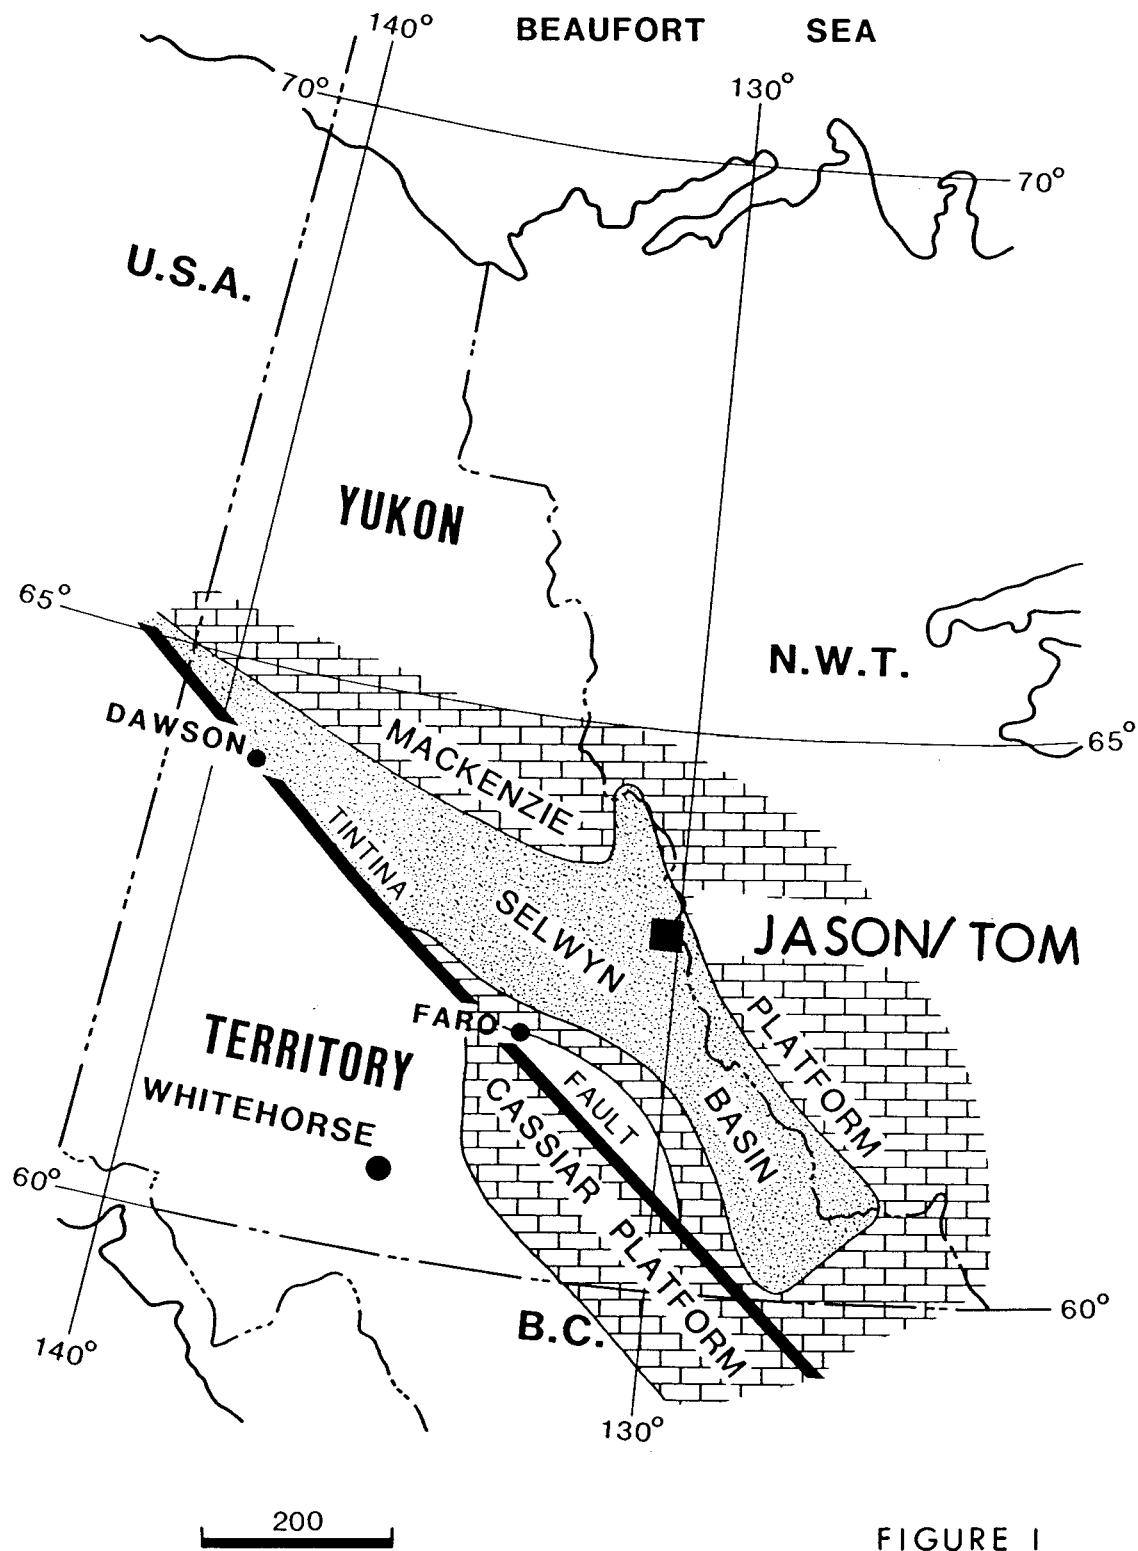 140°
BEAUFORT SEA
70°
130°
70°
U.S.A.
YUKON
65°
N.W.T.
DAWSON
65°
MACKENZIE
TINTINA
SELWYN
JASON/TOM
FARO
PLATFORM
TERRITORY
WHITEHORSE
FAULT
CASSIAR
BASIN
60°
PLATFORM
60°
B.C.
140°
130°
200
FIGURE 1